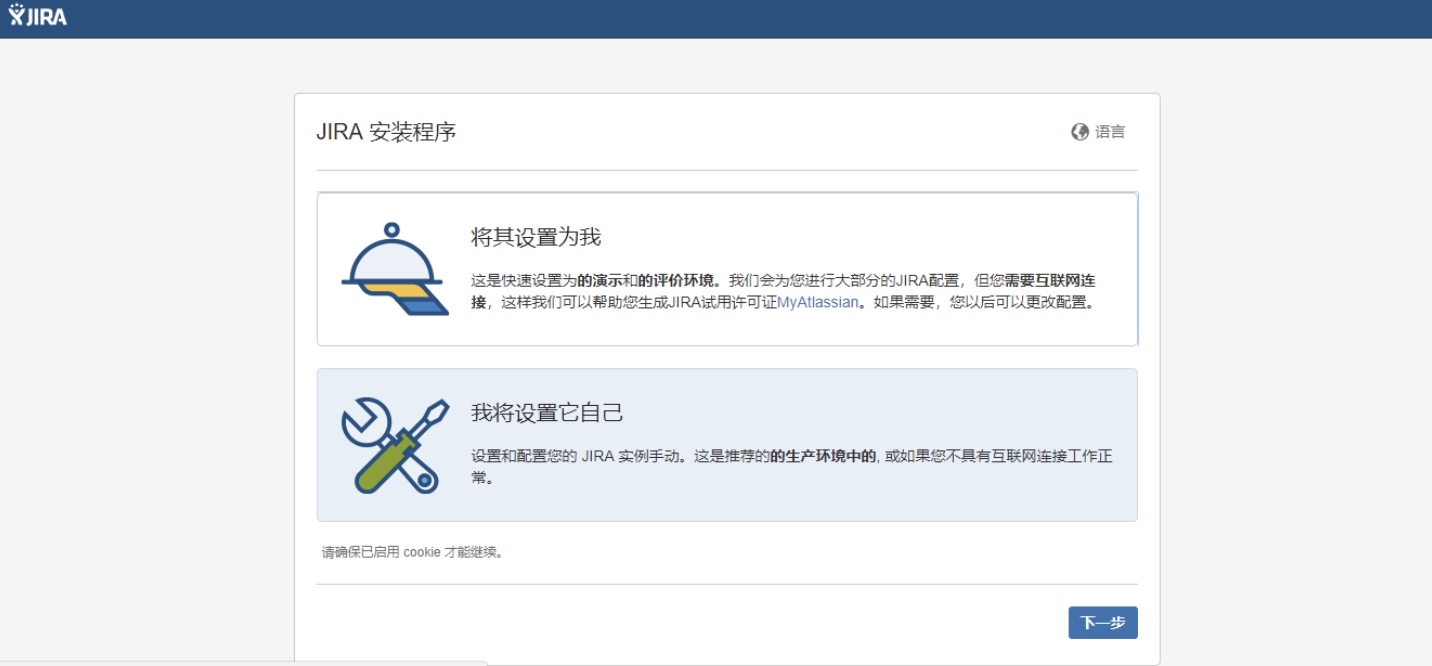 JIRA
JIRA 安装程序
语言
将其设置为我
这是快速设置为的演示和的评价环境。我们会为您进行大部分的JIRA配置，但您需要互联网连
接，这样我们可以帮助您生成JIRA试用许可证MyAtlassian。如果需要，您以后可以更改配置。
我将设置它自己
设置和配置您的 JIRA 实例手动。这是推荐的的生产环境中的, 或如果您不具有互联网连接工作正
常。
请确保已启用 cookie 才能继续。
下一步